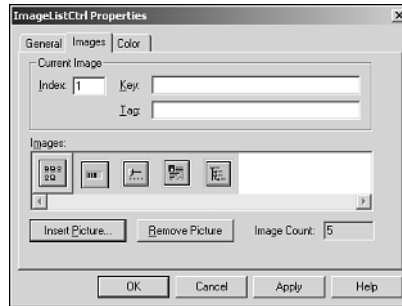 ImageListCtrl Properties
General Images Color
Current Image
Index: 1 Key:
Tag:
Images:
Insert Picture... Remove Picture Image Count: 5
OK Cancel Apply Help